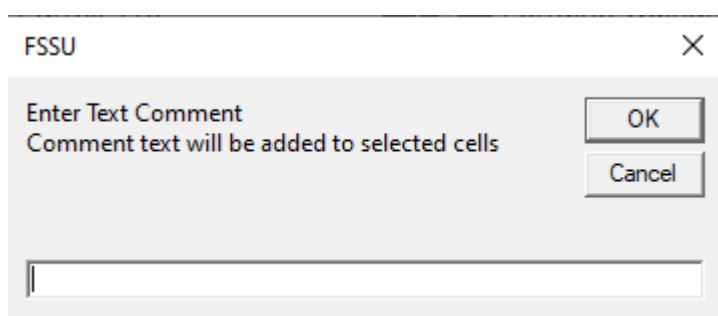 FSSU
Enter Text Comment
OK
Comment text will be added to selected cells
Cancel